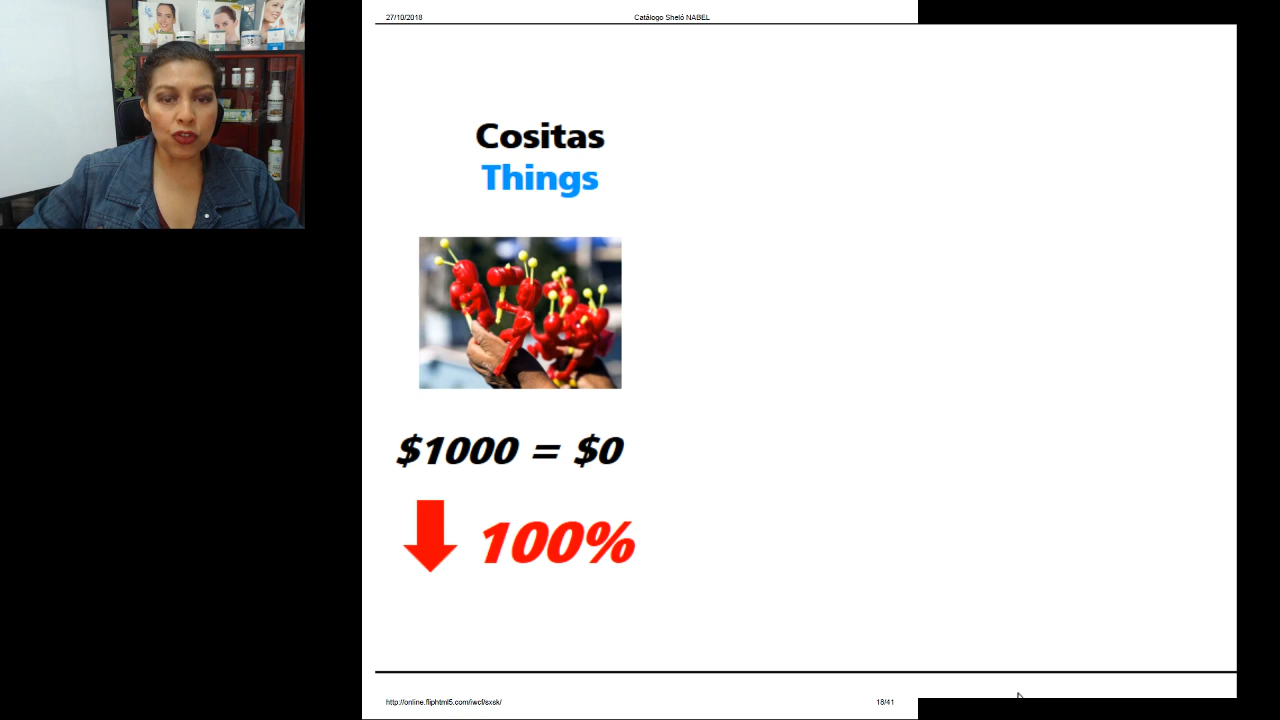 27/10/2018
Catálogo Sheló NABEL
Cositas
Things
$1000 = $0
100%
http://online.fliphtml5.com/iwcf/sxsk/
18/41